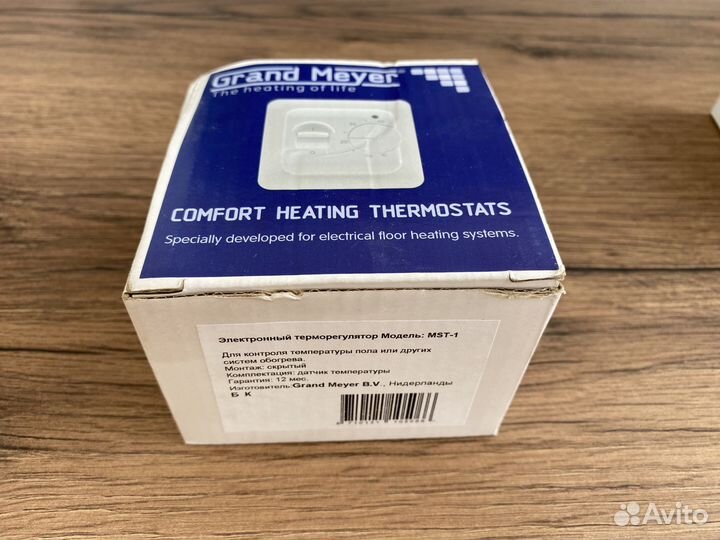 Grand Meyer
The heating of life
COMFORT HEATING THERMOSTATS
Specially developed for electrical floor heating systems.
Электронный терморегулятор Модель: MST-1
Для контроля температуры пола или других
систем обогрева.
Монтаж: скрытый
Комплектация: датчик температуры
Гарантия: 12 мес.
Изготовитель:Grand Meyer B.V., Нидерланды
Б К
Avito